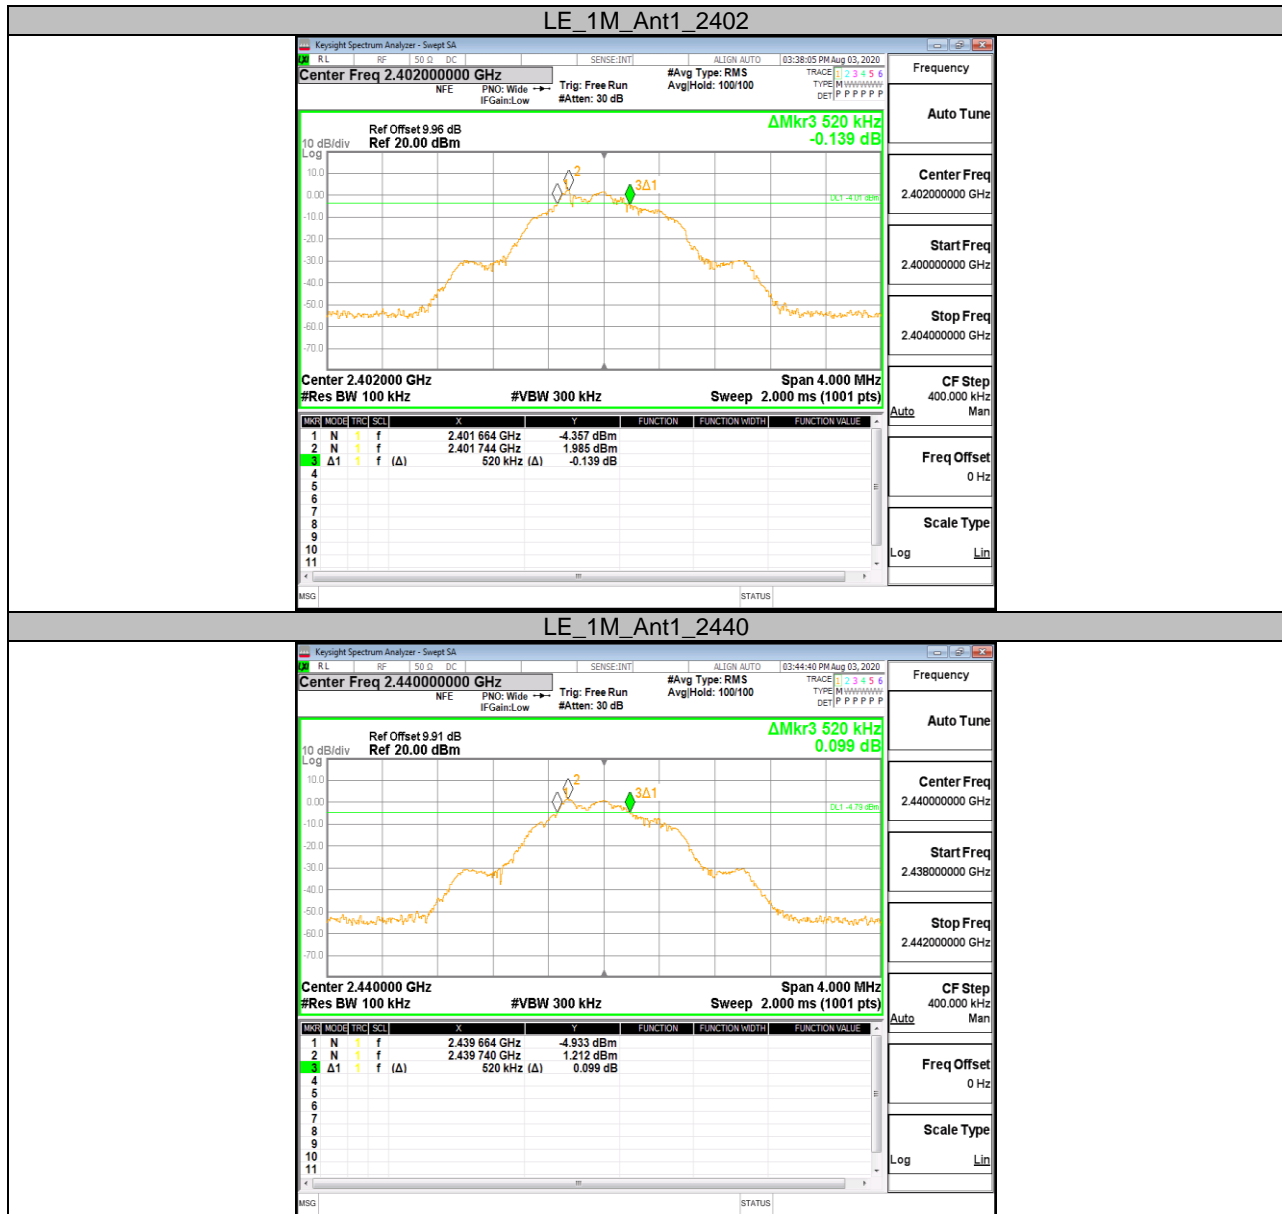 LE_1M_Ant1_2402
Keysight Spectrum Analyzer - Swept SA
RL RF 50 Ω DC SENSE:INT ALIGN AUTO 03:38:05 PM Aug 03, 2020
Center Freq 2.402000000 GHz
NFE PNO: Wide Trig: Free Run #Avg Type: RMS TRACE 1 2 3 4 5 6
IFGain:Low #Atten: 30 dB Avg|Hold: 100/100 TYPE M WWWWW
DET P P P P P P
Frequency
Auto Tune
Center Freq
2.402000000 GHz
Start Freq
2.400000000 GHz
Stop Freq
2.404000000 GHz
CF Step
400.000 kHz
Auto Man
Freq Offset
0 Hz
Scale Type
Log Lin
ΔMkr3 520 kHz
-0.139 dB
Ref Offset 9.96 dB
10 dB/div Ref 20.00 dBm
Log
10.0
0.00
-10.0
-20.0
-30.0
-40.0
-50.0
-60.0
-70.0
1 2 3Δ1
DL1 -4.01 dBm
Center 2.402000 GHz Span 4.000 MHz
#Res BW 100 kHz #VBW 300 kHz Sweep 2.000 ms (1001 pts)
MKR MODE TRC SCL X Y FUNCTION FUNCTION WIDTH FUNCTION VALUE
1 N 1 f 2.401 664 GHz -4.357 dBm
2 N 1 f 2.401 744 GHz 1.985 dBm
3 Δ1 1 f (Δ) 520 kHz (Δ) -0.139 dB
4
5
6
7
8
9
10
11
MSG STATUS
LE_1M_Ant1_2440
Keysight Spectrum Analyzer - Swept SA
RL RF 50 Ω DC SENSE:INT ALIGN AUTO 03:44:40 PM Aug 03, 2020
Center Freq 2.440000000 GHz
NFE PNO: Wide Trig: Free Run #Avg Type: RMS TRACE 1 2 3 4 5 6
IFGain:Low #Atten: 30 dB Avg|Hold: 100/100 TYPE M WWWWW
DET P P P P P P
Frequency
Auto Tune
Center Freq
2.440000000 GHz
Start Freq
2.438000000 GHz
Stop Freq
2.442000000 GHz
CF Step
400.000 kHz
Auto Man
Freq Offset
0 Hz
Scale Type
Log Lin
ΔMkr3 520 kHz
0.099 dB
Ref Offset 9.91 dB
10 dB/div Ref 20.00 dBm
Log
10.0
0.00
-10.0
-20.0
-30.0
-40.0
-50.0
-60.0
-70.0
1 2 3Δ1
DL1 -4.79 dBm
Center 2.440000 GHz Span 4.000 MHz
#Res BW 100 kHz #VBW 300 kHz Sweep 2.000 ms (1001 pts)
MKR MODE TRC SCL X Y FUNCTION FUNCTION WIDTH FUNCTION VALUE
1 N 1 f 2.439 664 GHz -4.933 dBm
2 N 1 f 2.439 740 GHz 1.212 dBm
3 Δ1 1 f (Δ) 520 kHz (Δ) 0.099 dB
4
5
6
7
8
9
10
11
MSG STATUS